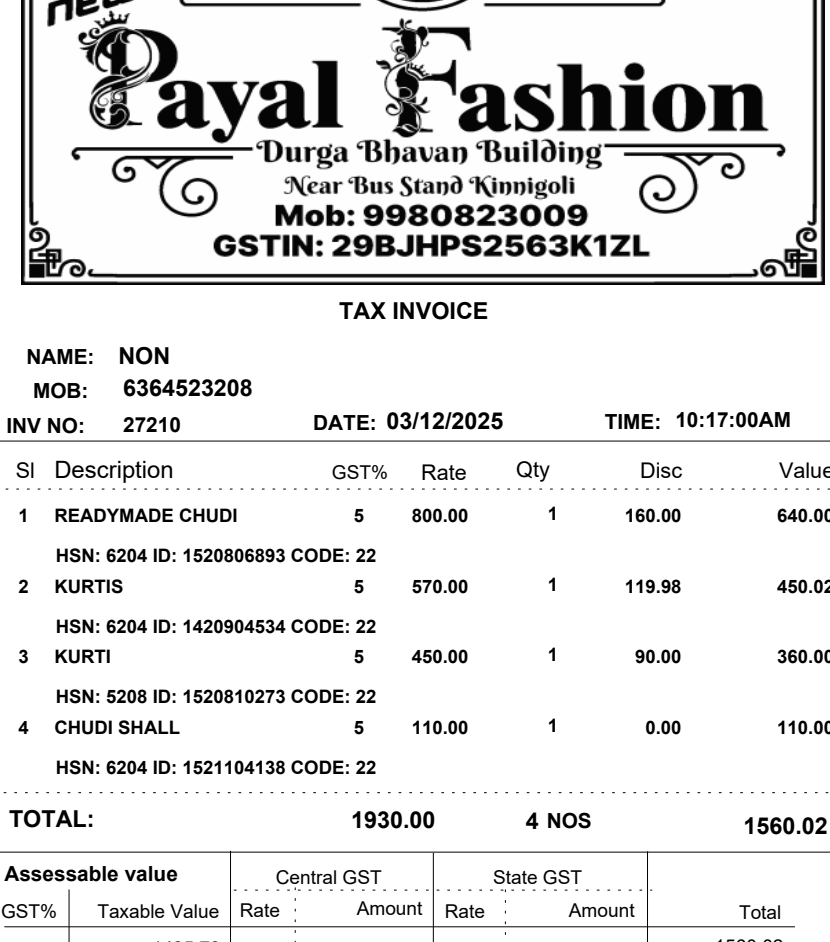 new
Payal Fashion
Durga Bhavan Building
Near Bus Stand Kinnigoli
Mob: 9980823009
GSTIN: 29BJHPS2563K1ZL
TAX INVOICE
NAME: NON
MOB: 6364523208
INV NO: 27210 DATE: 03/12/2025 TIME: 10:17:00AM
Sl Description GST% Rate Qty Disc Value
1 READYMADE CHUDI 5 800.00 1 160.00 640.00
HSN: 6204 ID: 1520806893 CODE: 22
2 KURTIS 5 570.00 1 119.98 450.02
HSN: 6204 ID: 1420904534 CODE: 22
3 KURTI 5 450.00 1 90.00 360.00
HSN: 5208 ID: 1520810273 CODE: 22
4 CHUDI SHALL 5 110.00 1 0.00 110.00
HSN: 6204 ID: 1521104138 CODE: 22
TOTAL: 1930.00 4 NOS 1560.02
Assessable value Central GST State GST
GST% Taxable Value Rate Amount Rate Amount Total